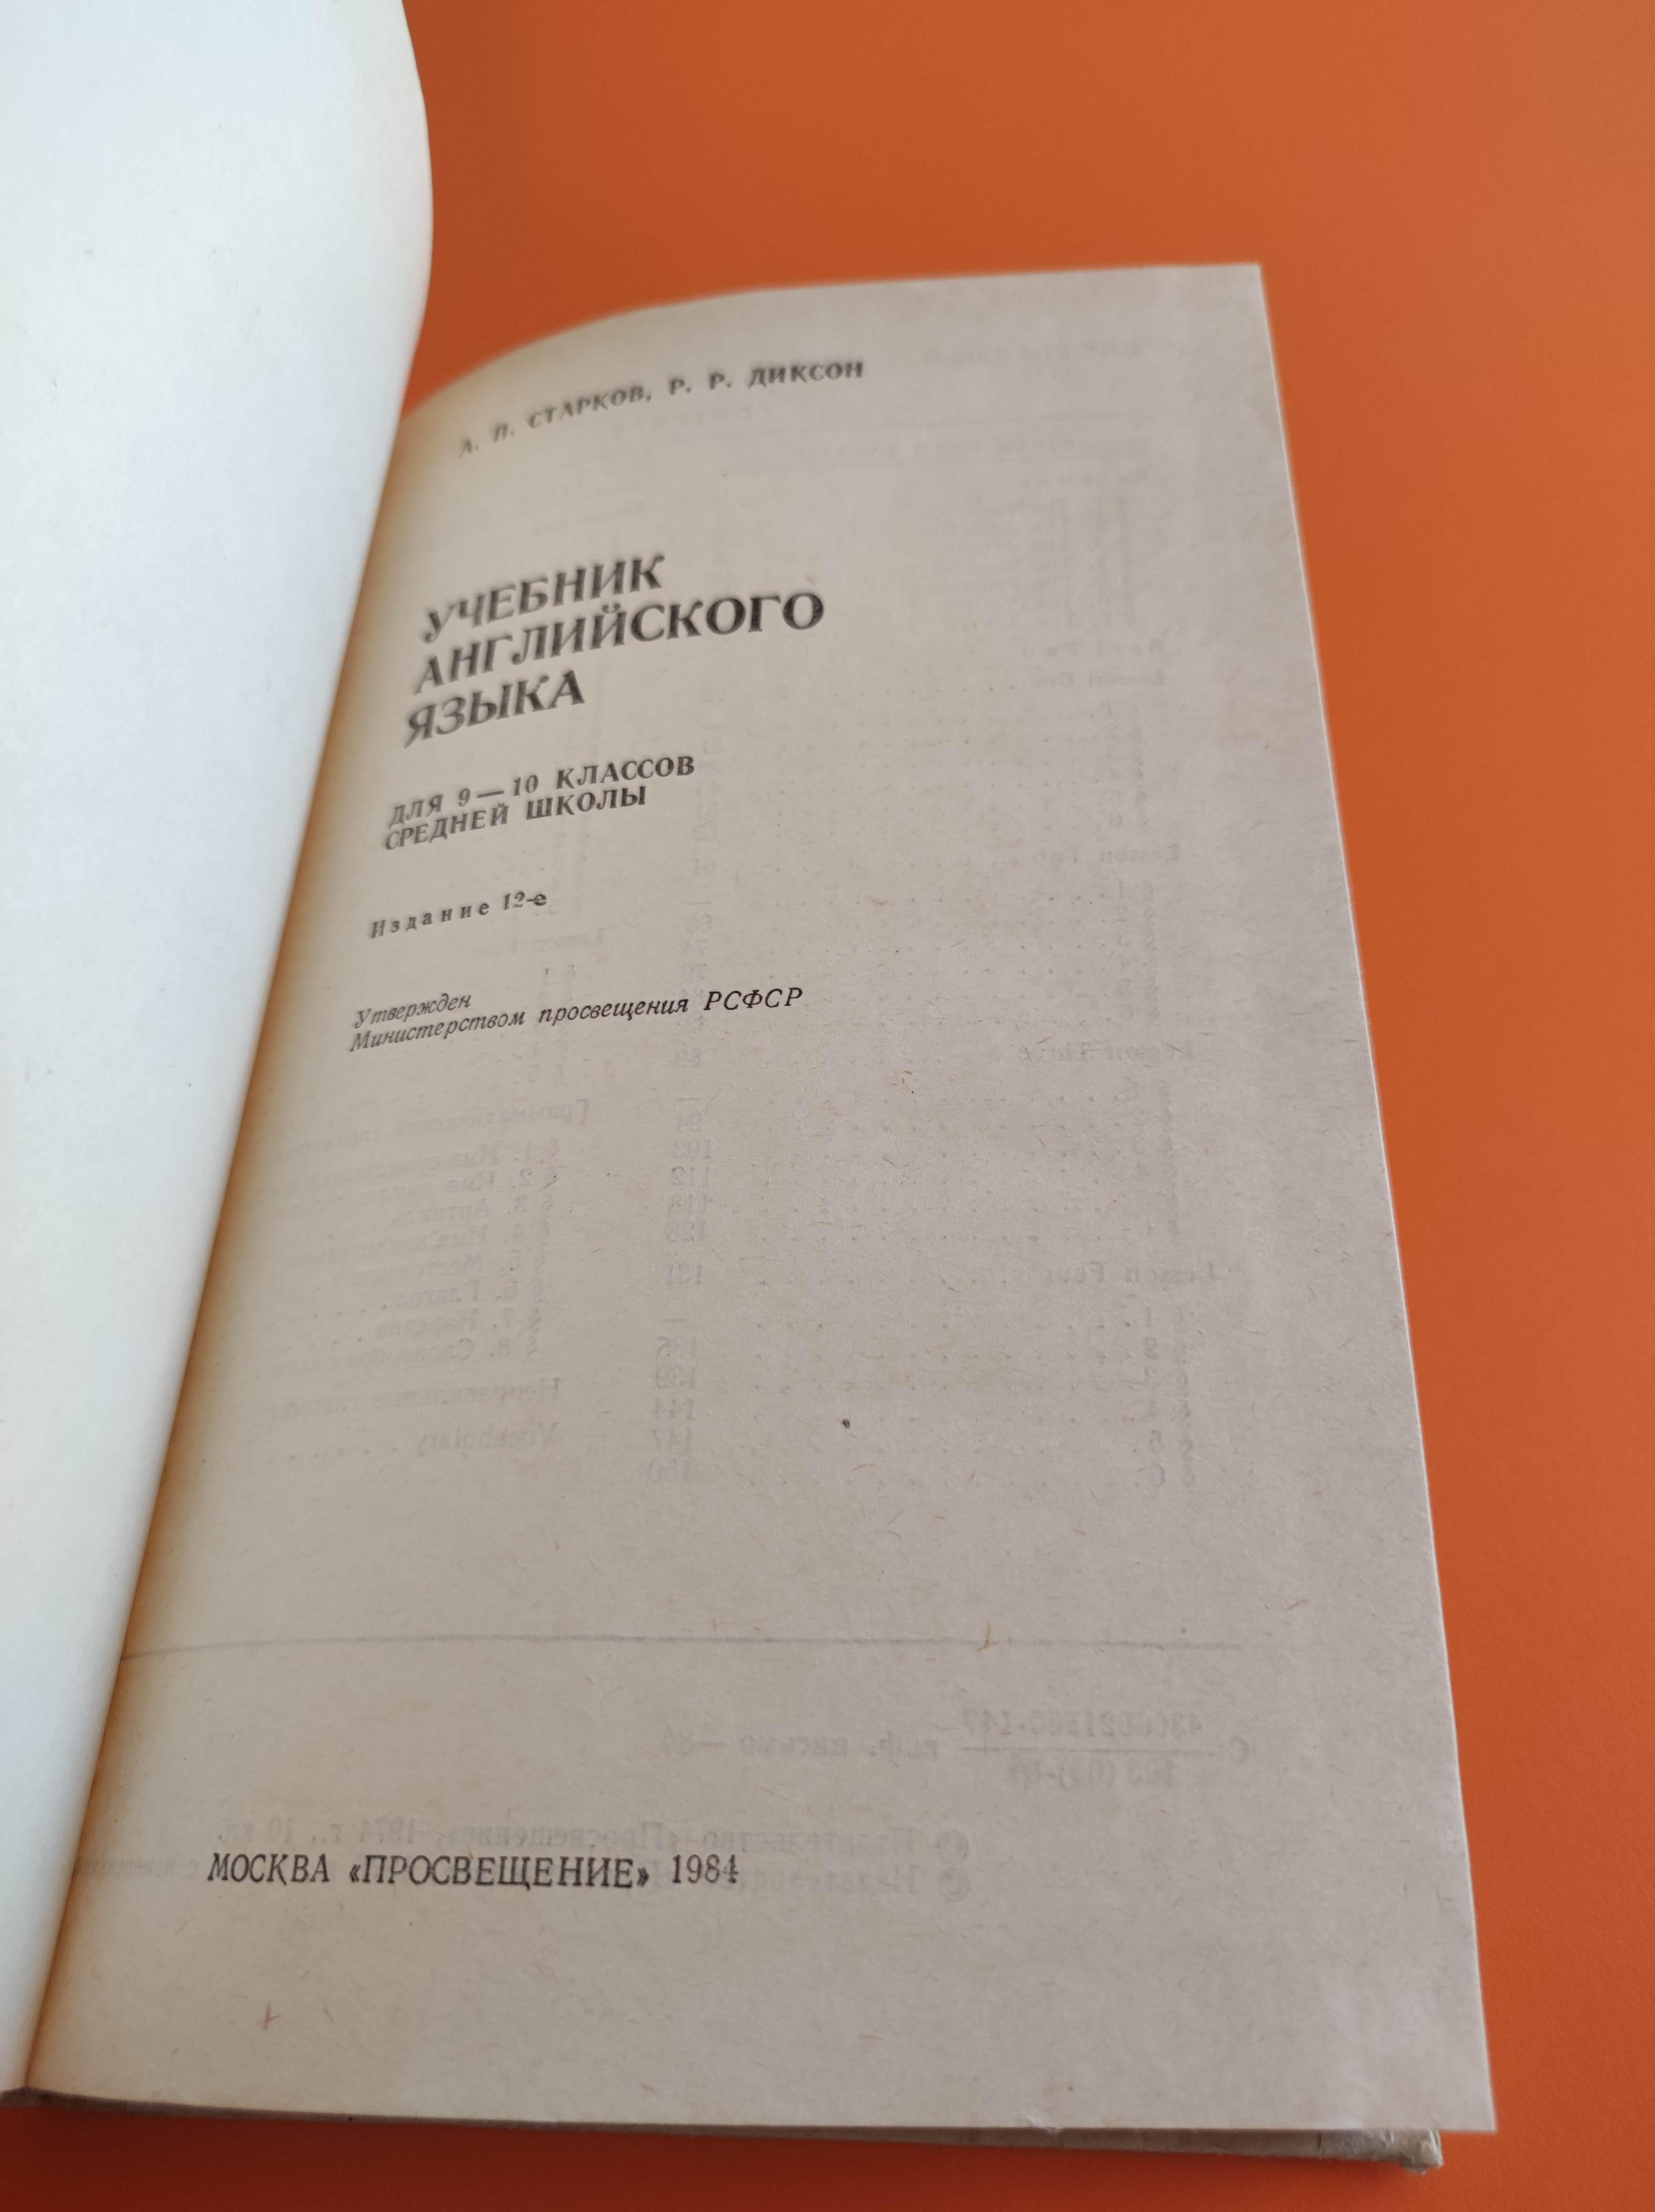 А. П. СТАРКОВ, Р. Р. ДИКСОН
УЧЕБНИК
АНГЛИЙСКОГО
ЯЗЫКА
ДЛЯ 9—10 КЛАССОВ
СРЕДНЕЙ ШКОЛЫ
Издание 12-е
Утвержден
Министерством просвещения РСФСР
МОСКВА «ПРОСВЕЩЕНИЕ» 1984